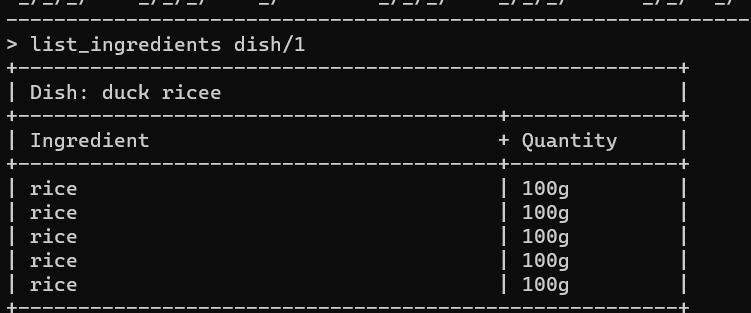 > list_ingredients dish/1
+-------------------------------------------------------+
| Dish: duck ricee                                      |
+----------------------------------------+--------------+
| Ingredient                             + Quantity     |
+----------------------------------------+--------------+
| rice                                   | 100g         |
| rice                                   | 100g         |
| rice                                   | 100g         |
| rice                                   | 100g         |
| rice                                   | 100g         |
+-------------------------------------------------------+